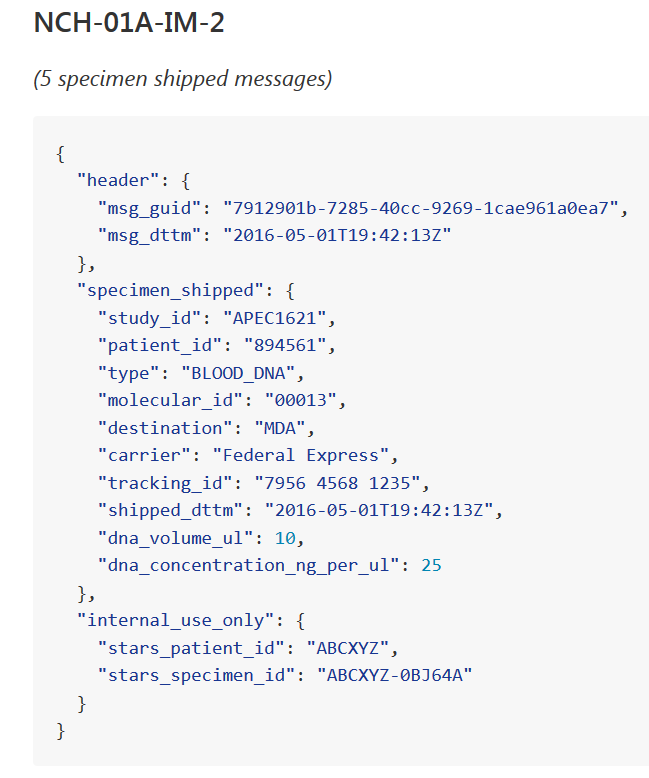 NCH-01A-IM-2
(5 specimen shipped messages)
{
"header": {
"msg_guid": "7912901b-7285-40cc-9269-1cae961a0ea7",
"msg_dttm": "2016-05-01T19:42:13Z"
},
"specimen_shipped": {
"study_id": "APEC1621",
"patient_id": "894561",
"type": "BLOOD_DNA",
"molecular_id": "00013",
"destination": "MDA",
"carrier": "Federal Express",
"tracking_id": "7956 4568 1235",
"shipped_dttm": "2016-05-01T19:42:13Z",
"dna_volume_ul": 10,
"dna_concentration_ng_per_ul": 25
},
"internal_use_only": {
"stars_patient_id": "ABCXYZ",
"stars_specimen_id": "ABCXYZ-0BJ64A"
}
}